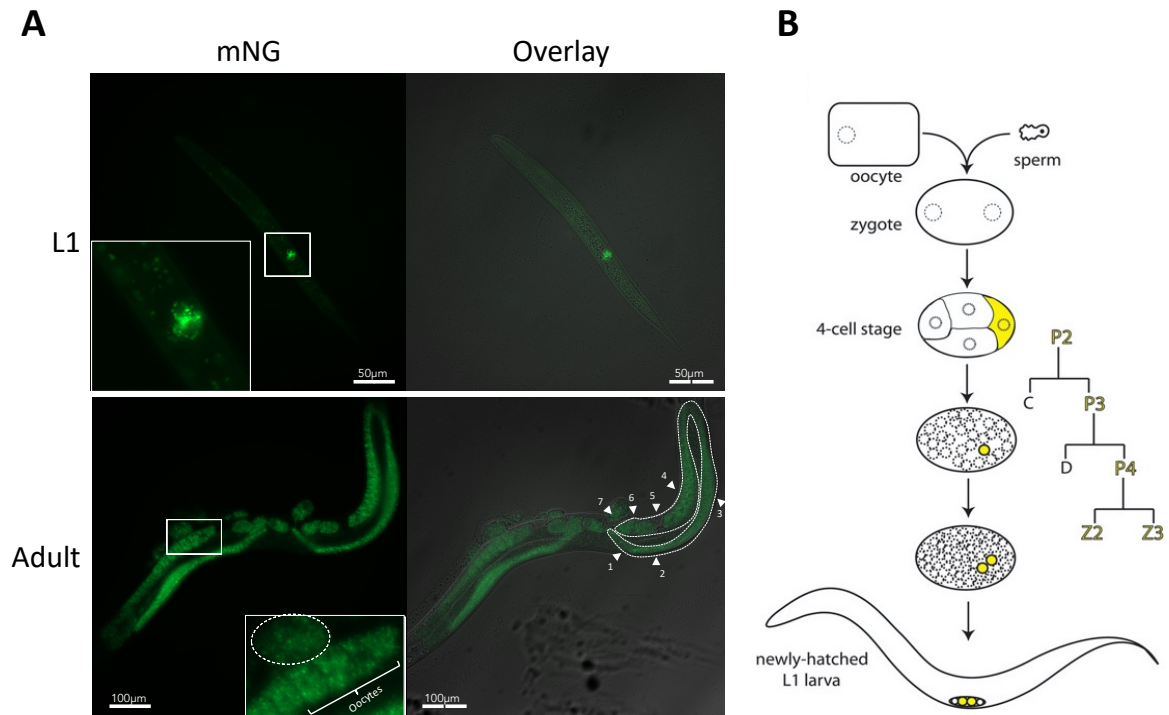 A
mNG
Overlay
L1
50µm
50µm
Adult
Oocytes
100µm
7
6
5
4
3
1
2
100µm
B
oocyte
sperm
zygote
4-cell stage
P2
C
P3
D
P4
Z2
Z3
newly-hatched
L1 larva